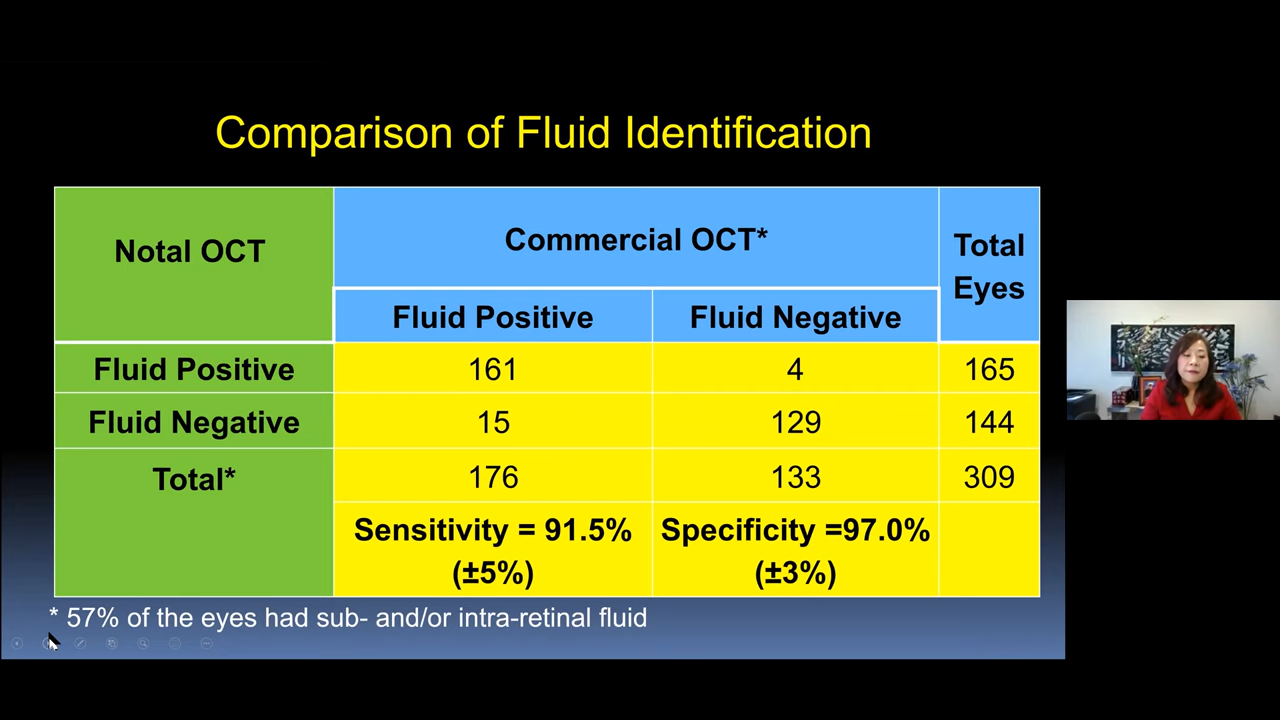 Comparison of Fluid Identification
Notal OCT
Commercial OCT*
Total
Eyes
Fluid Positive
Fluid Negative
Fluid Positive
161
4
165
Fluid Negative
15
129
144
Total*
176
133
309
Sensitivity = 91.5%
(±5%)
Specificity =97.0%
(±3%)
* 57% of the eyes had sub- and/or intra-retinal fluid